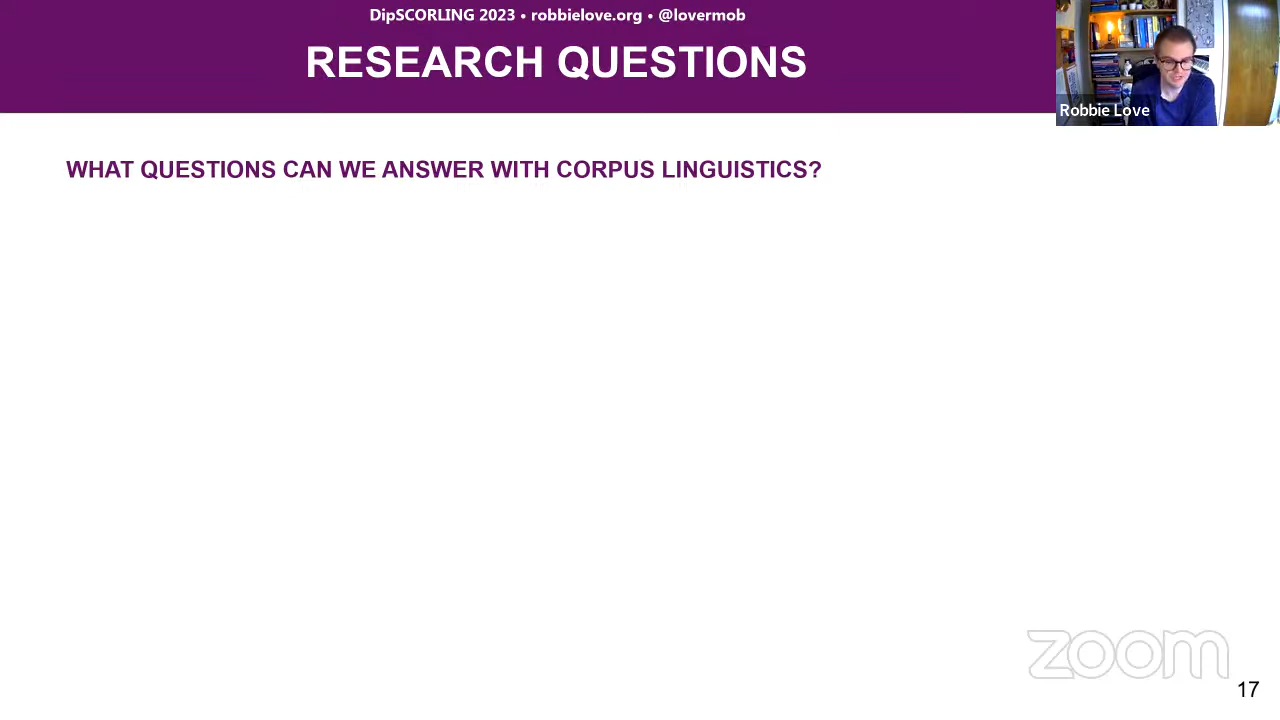 DipSCORLING 2023 • robbielove.org • @lovermob
RESEARCH QUESTIONS
Robbie Love
WHAT QUESTIONS CAN WE ANSWER WITH CORPUS LINGUISTICS?
zoom
17